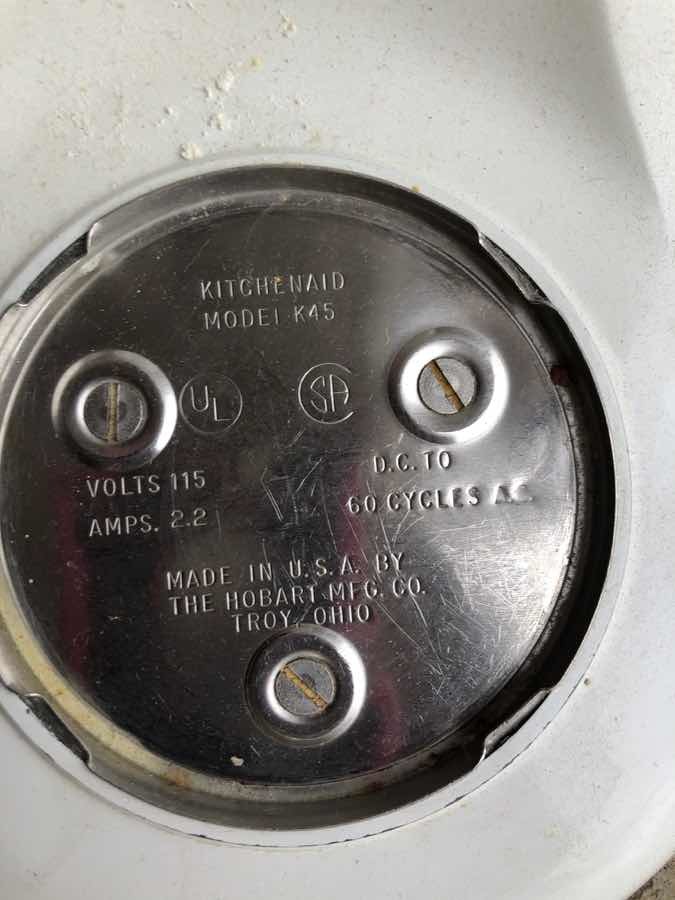 KITCHENAID
MODEL K45
UL
SA
VOLTS 115
AMPS. 2.2
D.C. TO
60 CYCLES A.C.
MADE IN U.S.A. BY
THE HOBART MFG. CO.
TROY, OHIO